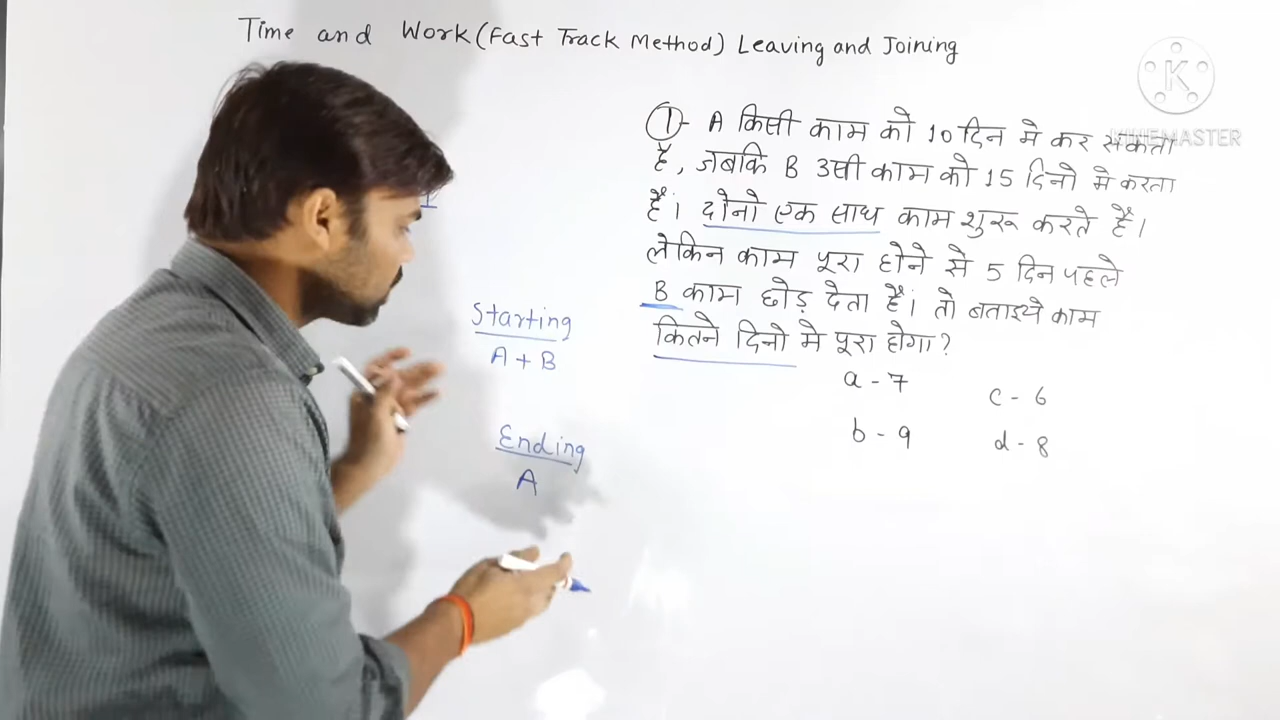 Time and Work (Fast Track Method) Leaving and Joining
K
KINEMASTER
①- A किसी काम को 10 दिन मे कर सकता
है, जबकि B उसी काम को 15 दिनो मे करता
है। दोनो एक साथ काम शुरू करते हैं।
लेकिन काम पूरा होने से 5 दिन पहले
B काम छोड़ देता हैं। तो बताइये काम
कितने दिनो मे पूरा होगा?
a - 7
c - 6
b - 9
d - 8
Starting
A + B
Ending
A